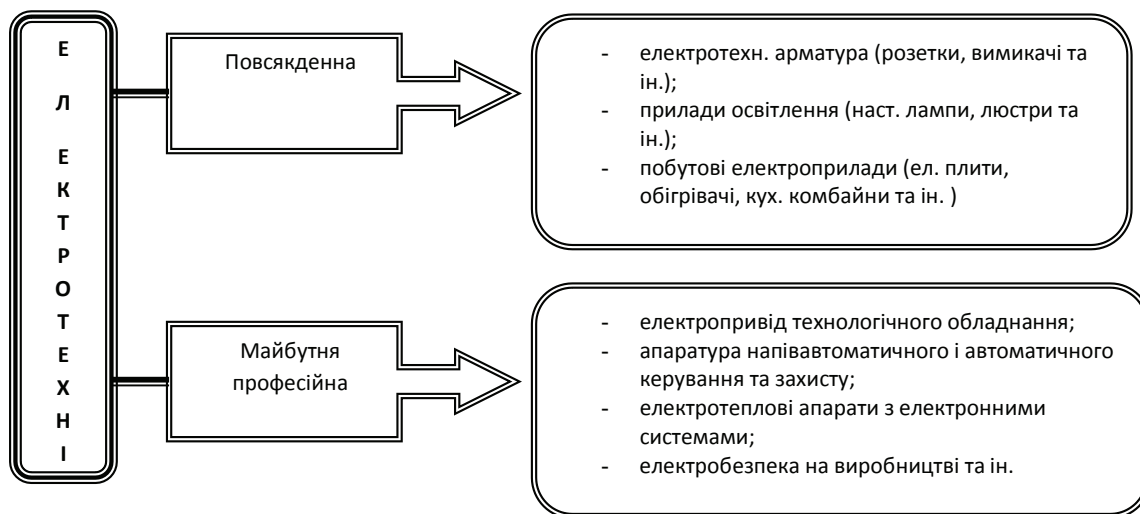 Е
Л
Е
К
Т
Р
О
Т
Е
Х
Н
І
Повсякденна
- електротехн. арматура (розетки, вимикачі та
ін.);
- прилади освітлення (наст. лампи, люстри та
ін.);
- побутові електроприлади (ел. плити,
обігрівачі, кух. комбайни та ін. )
Майбутня
професійна
- електропривід технологічного обладнання;
- апаратура напівавтоматичного і автоматичного
керування та захисту;
- електротеплові апарати з електронними
системами;
- електробезпека на виробництві та ін.